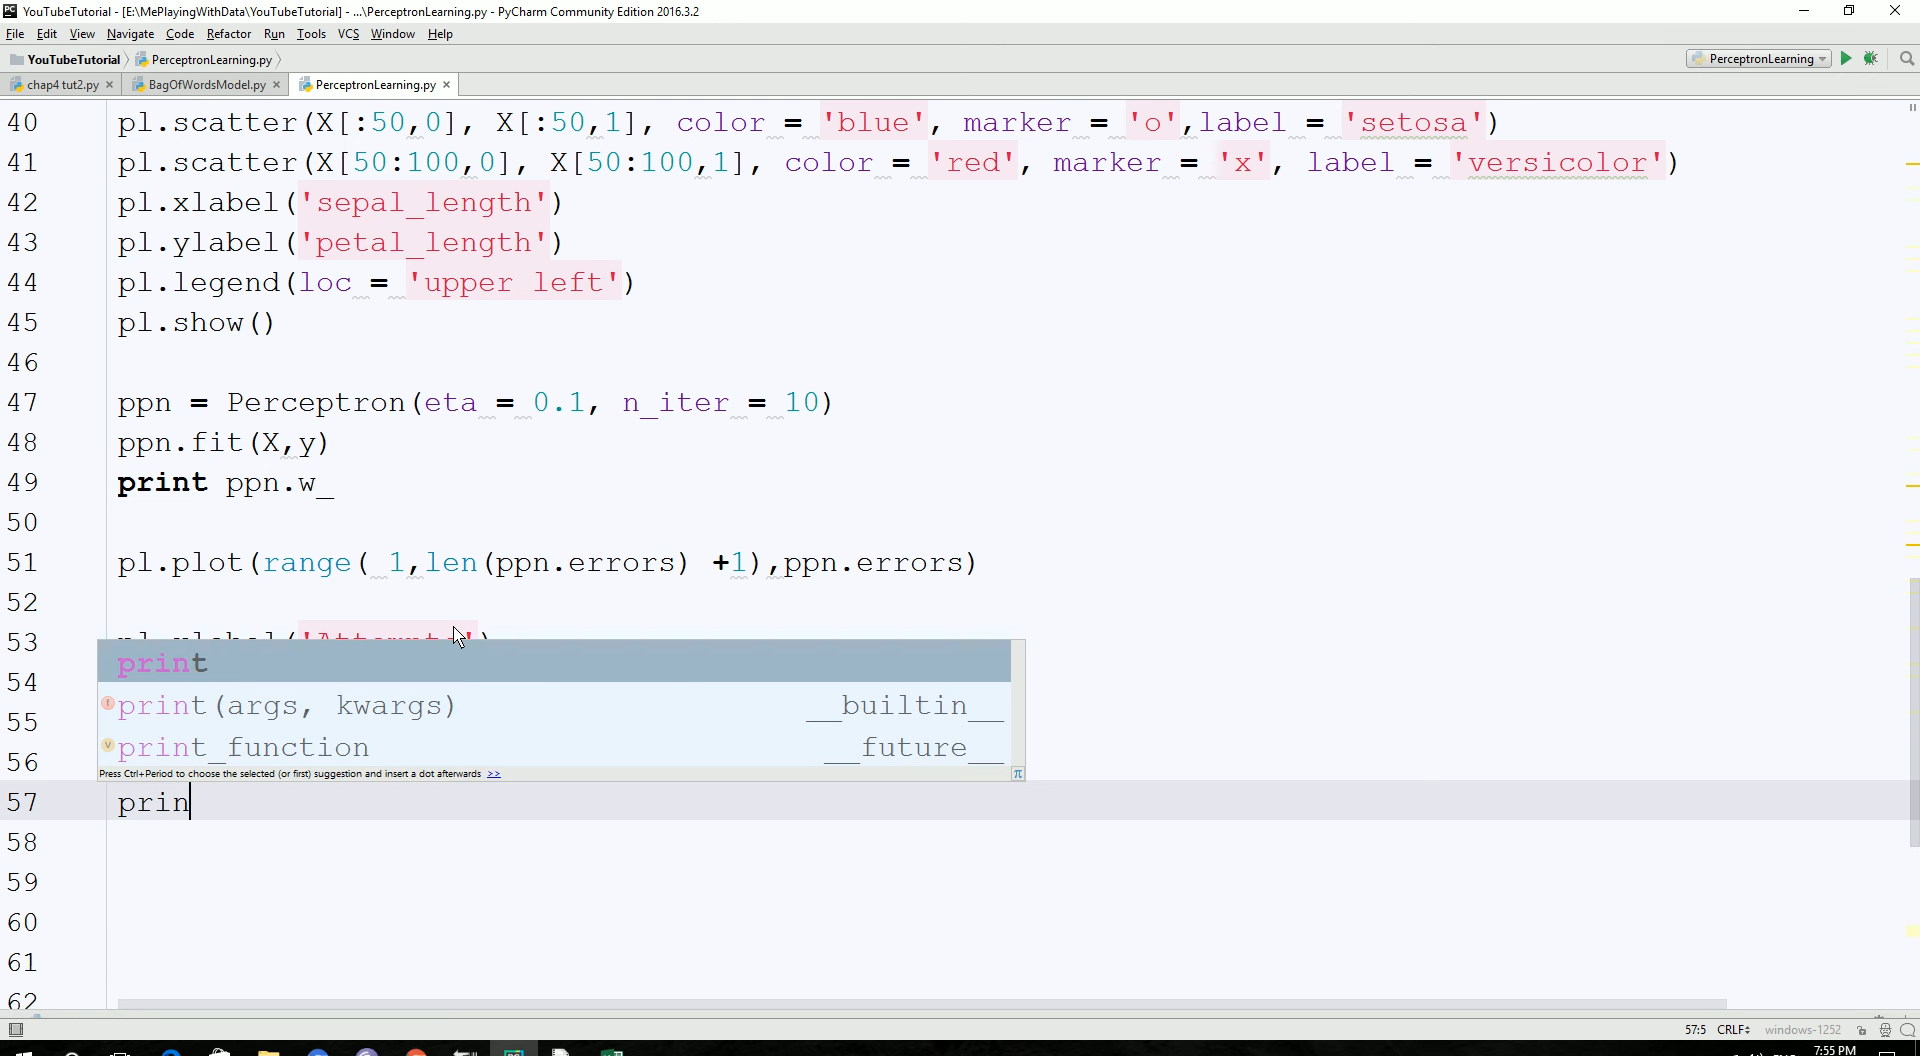 YouTubeTutorial - [E:\MePlayingWithData\YouTubeTutorial] - ...\PerceptronLearning.py - PyCharm Community Edition 2016.3.2
File Edit View Navigate Code Refactor Run Tools VCS Window Help
YouTubeTutorial PerceptronLearning.py PerceptronLearning
chap4 tut2.py BagOfWordsModel.py PerceptronLearning.py
40 pl.scatter(X[:50,0], X[:50,1], color = 'blue', marker = 'o',label = 'setosa')
41 pl.scatter(X[50:100,0], X[50:100,1], color = 'red', marker = 'x', label = 'versicolor')
42 pl.xlabel('sepal_length')
43 pl.ylabel('petal_length')
44 pl.legend(loc = 'upper left')
45 pl.show()
46
47 ppn = Perceptron(eta = 0.1, n_iter = 10)
48 ppn.fit(X,y)
49 print ppn.w_
50
51 pl.plot(range( 1,len(ppn.errors) +1),ppn.errors)
52
53
print
54
print(args, kwargs) __builtin__
55
print_function __future__
56
Press Ctrl+Period to choose the selected (or first) suggestion and insert a dot afterwards >> π
57 prin
58
59
60
61
62
57:5 CRLF windows-1252
7:55 PM